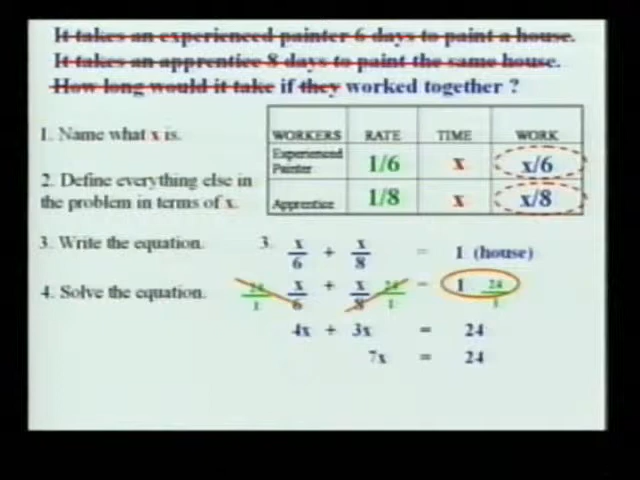 It takes an experienced painter 6 days to paint a house.
It takes an apprentice 8 days to paint the same house.
How long would it take if they worked together ?
1. Name what x is.
WORKERS RATE TIME WORK
Experienced Painter 1/6 x x/6
Apprentice 1/8 x x/8
2. Define everything else in
the problem in terms of x.
3. Write the equation.
3. x/6 + x/8 = 1 (house)
4. Solve the equation.
24/1 x/6 + x/8 24/1 = 1 24/1
4x + 3x = 24
7x = 24